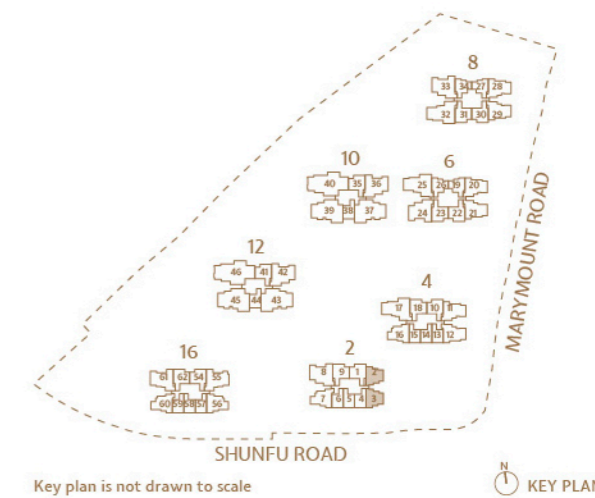 8
33 34 27 28
32 31 30 29
10
6
40 35 36
25 26 19 20
39 38 37
24 23 22 21
MARYMOUNT ROAD
12
46 41 42
4
45 44 43
17 18 10 11
16 15 14 13 12
16
2
61 62 54 55
8 9 1 2
60 59 58 57 56
7 6 5 4 3
SHUNFU ROAD
Key plan is not drawn to scale
N
KEY PLAN